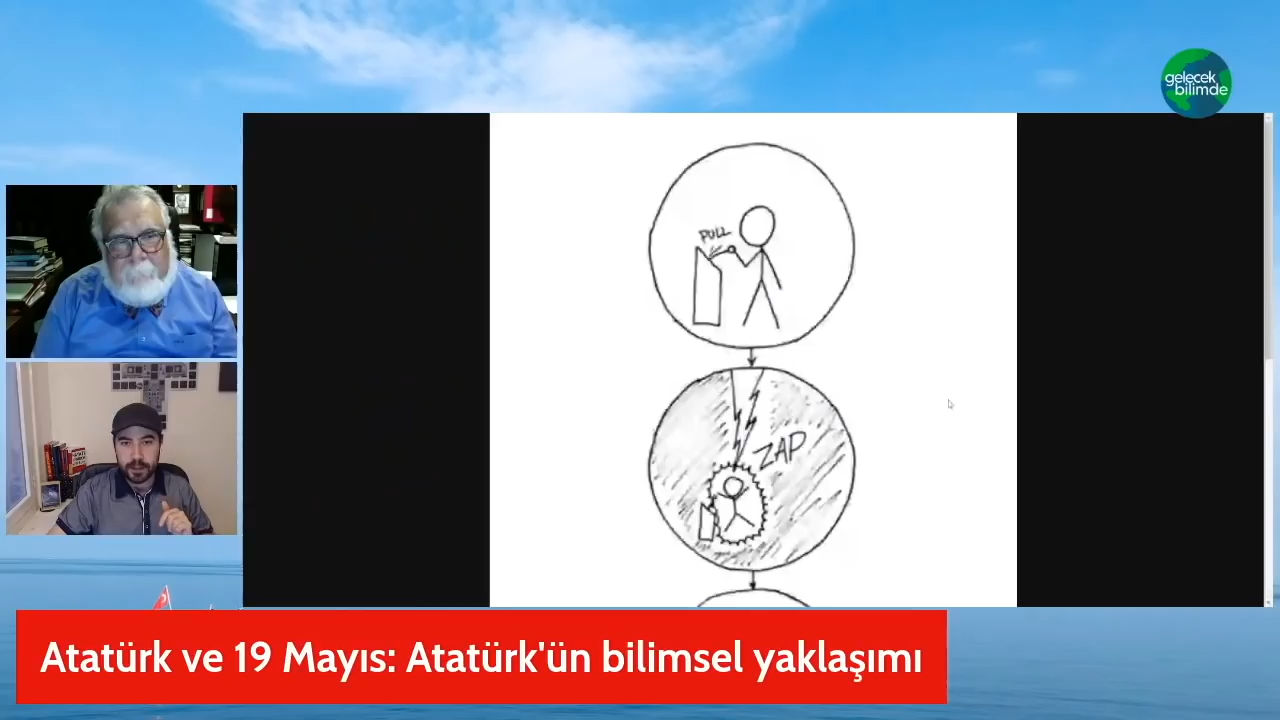 gelecek
bilimde
PULL
ZAP
Atatürk ve 19 Mayıs: Atatürk'ün bilimsel yaklaşımı